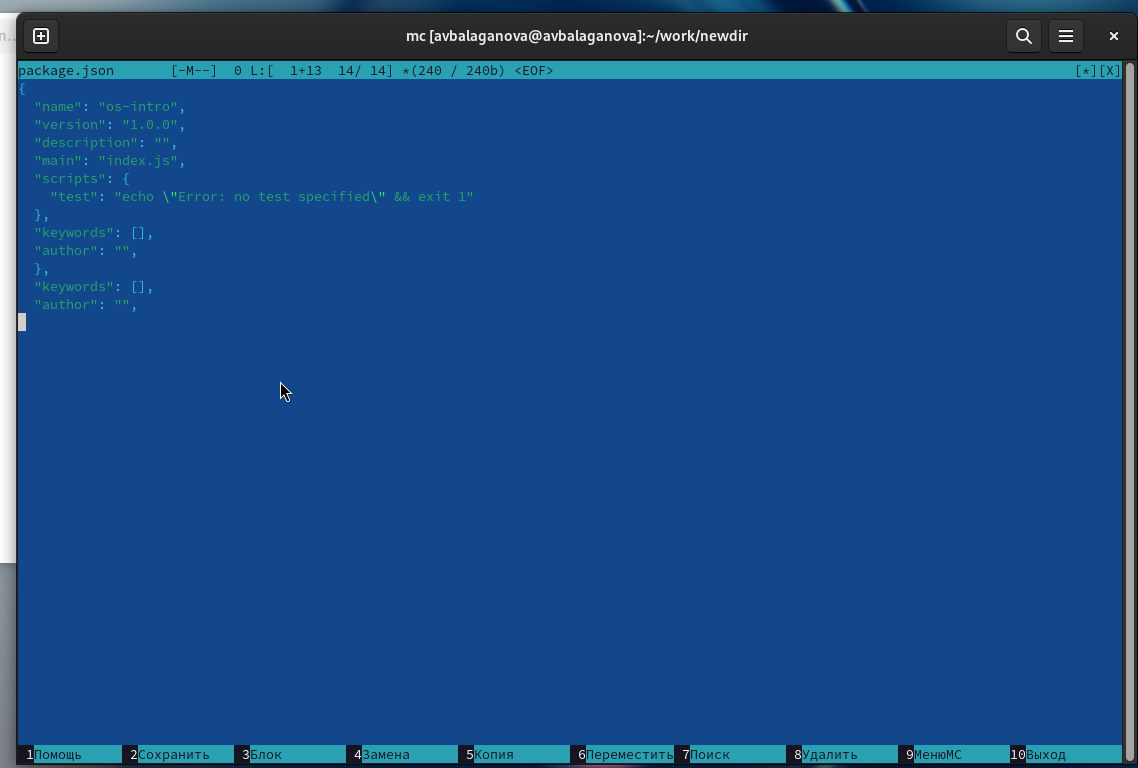 mc [avbalaganova@avbalaganova]:~/work/newdir
package.json       [-M--]  0 L:[  1+13  14/ 14] *(240 / 240b) <EOF>                                                                 [*][X]
{
  "name": "os-intro",
  "version": "1.0.0",
  "description": "",
  "main": "index.js",
  "scripts": {
    "test": "echo \"Error: no test specified\" && exit 1"
  },
  "keywords": [],
  "author": "",
  },
  "keywords": [],
  "author": "",
1Помощь 2Сохранить 3Блок 4Замена 5Копия 6Переместить 7Поиск 8Удалить 9МенюMC 10Выход